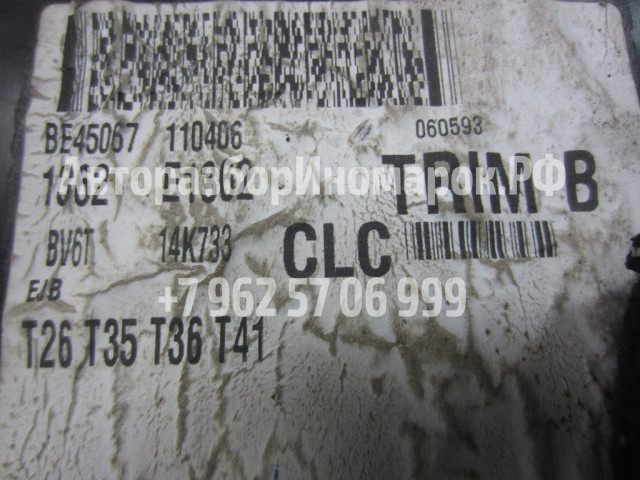 BE45067 110406 060593
1362 E1362 TRIM B
АвторазборИномарок.РФ
BV6T 14K733 CLC
E/B
+7 962 57 06 999
T26 T35 T36 T41